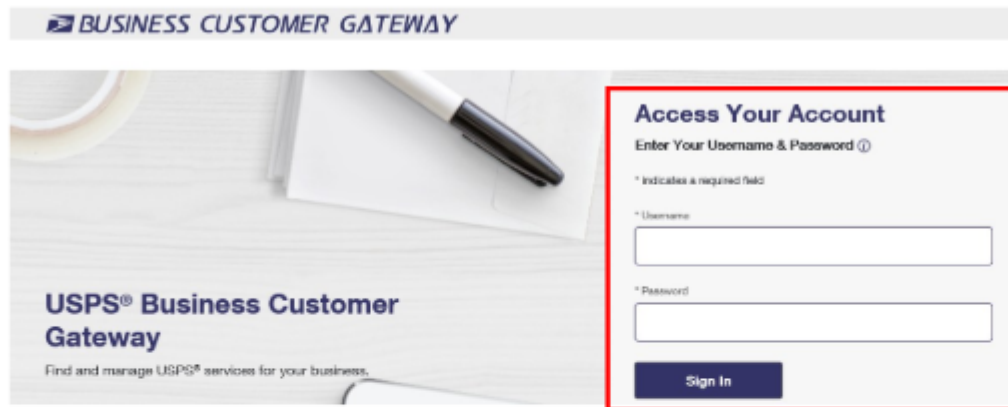 BUSINESS CUSTOMER GATEWAY
USPS® Business Customer
Gateway
Find and manage USPS® services for your business.
Access Your Account
Enter Your Username & Password ⓘ
* indicates a required field
* Username
* Password
Sign In